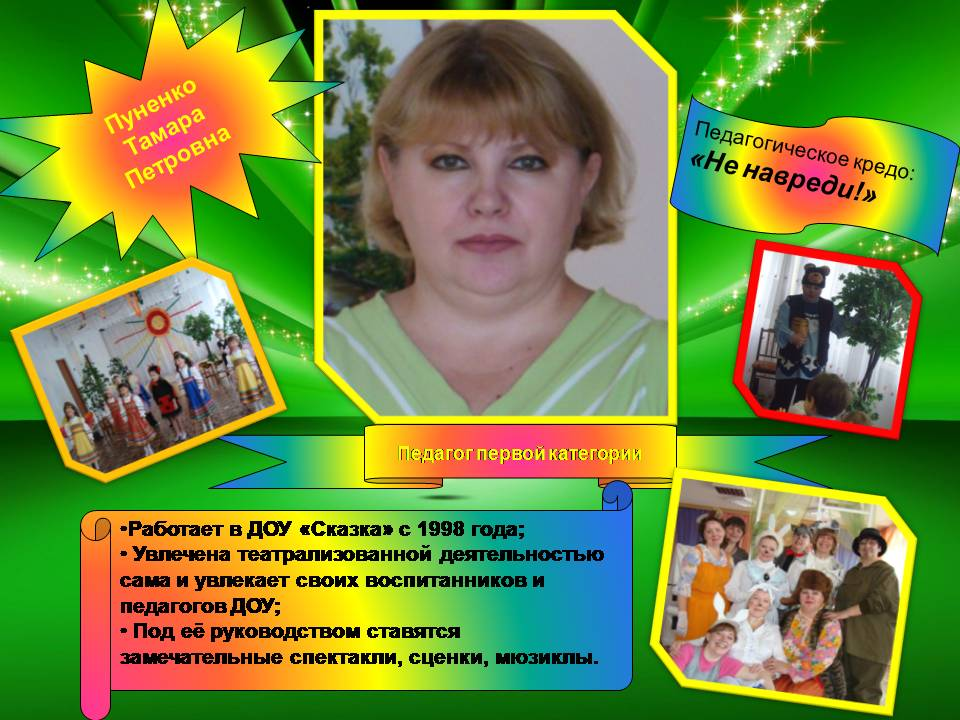 Пуненко
Тамара
Петровна
Педагогическое кредо:
«Не навреди!»
Педагог первой категории
•Работает в ДОУ «Сказка» с 1998 года;
• Увлечена театрализованной деятельностью
сама и увлекает своих воспитанников и
педагогов ДОУ;
• Под её руководством ставятся
замечательные спектакли, сценки, мюзиклы.